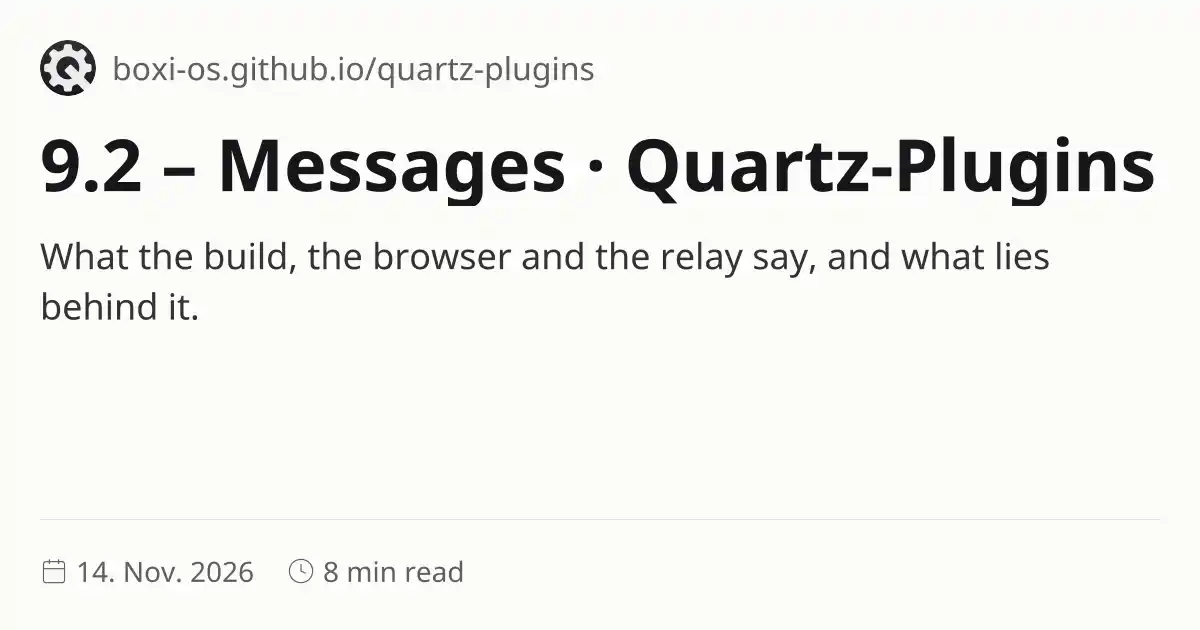 boxi-os.github.io/quartz-plugins
9.2 – Messages · Quartz-Plugins
What the build, the browser and the relay say, and what lies
behind it.
14. Nov. 2026 8 min read